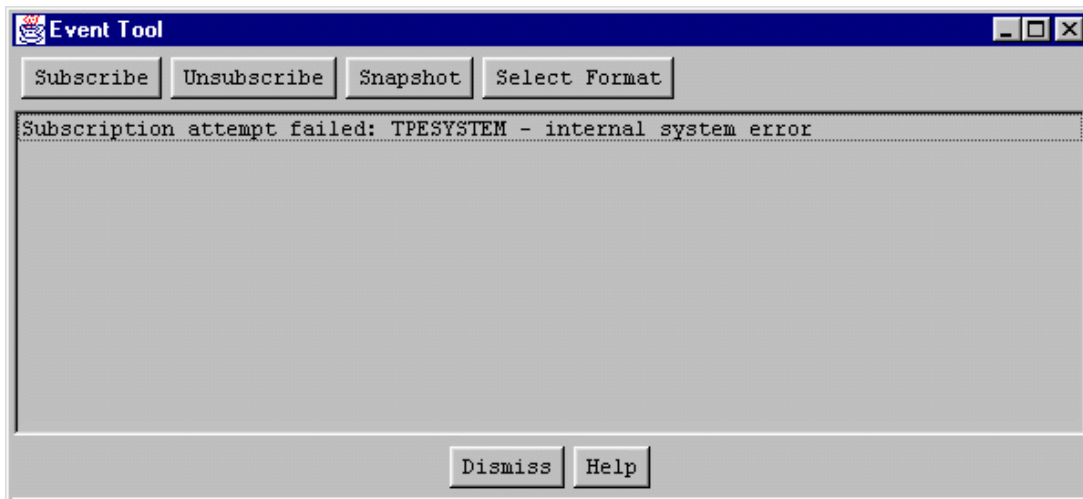 Event Tool
Subscribe Unsubscribe Snapshot Select Format
Subscription attempt failed: TPESYSTEM - internal system error
Dismiss Help